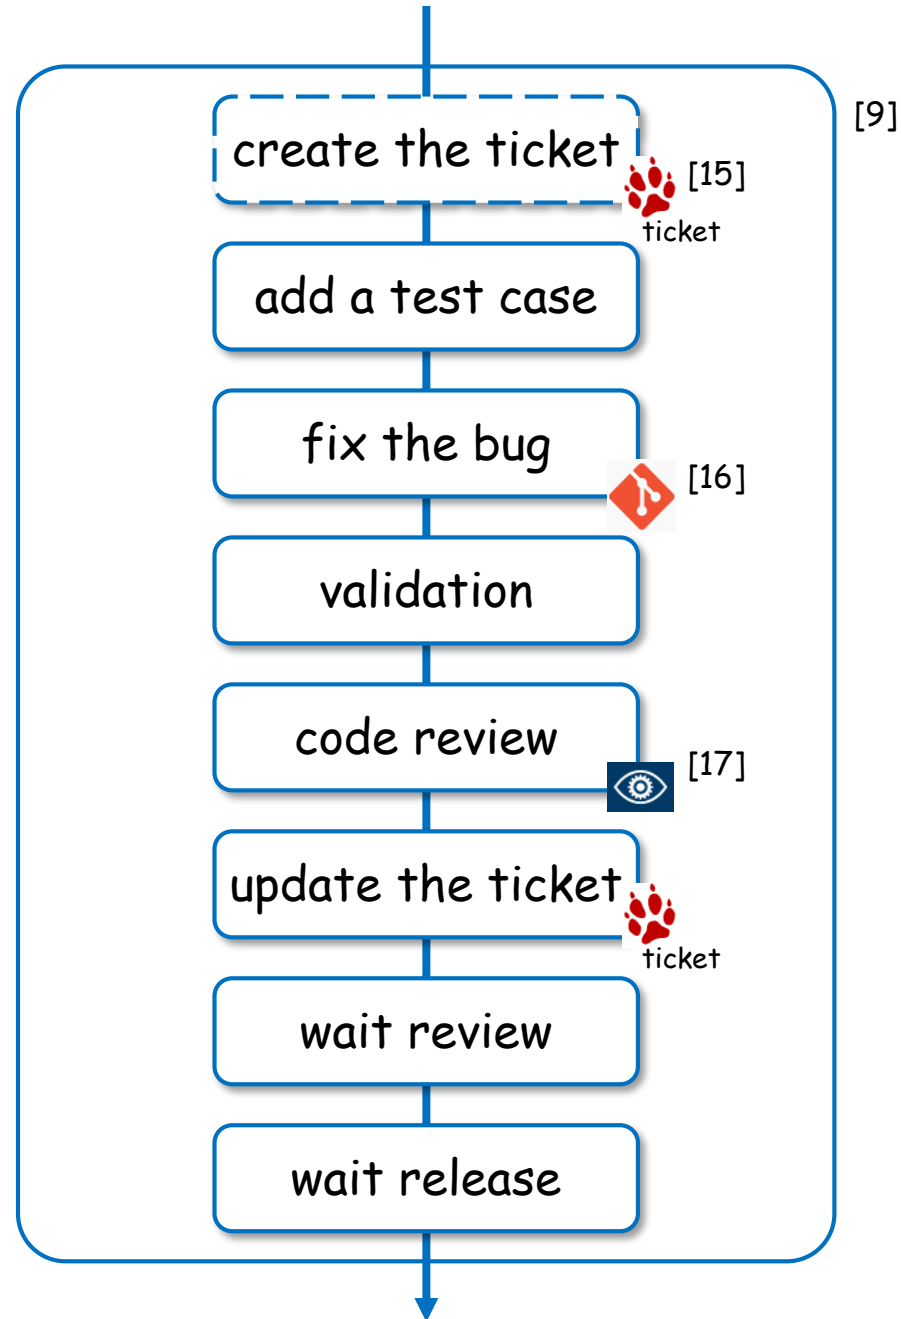 [9]
create the ticket
[15]
ticket
add a test case
fix the bug
[16]
validation
code review
[17]
update the ticket
ticket
wait review
wait release